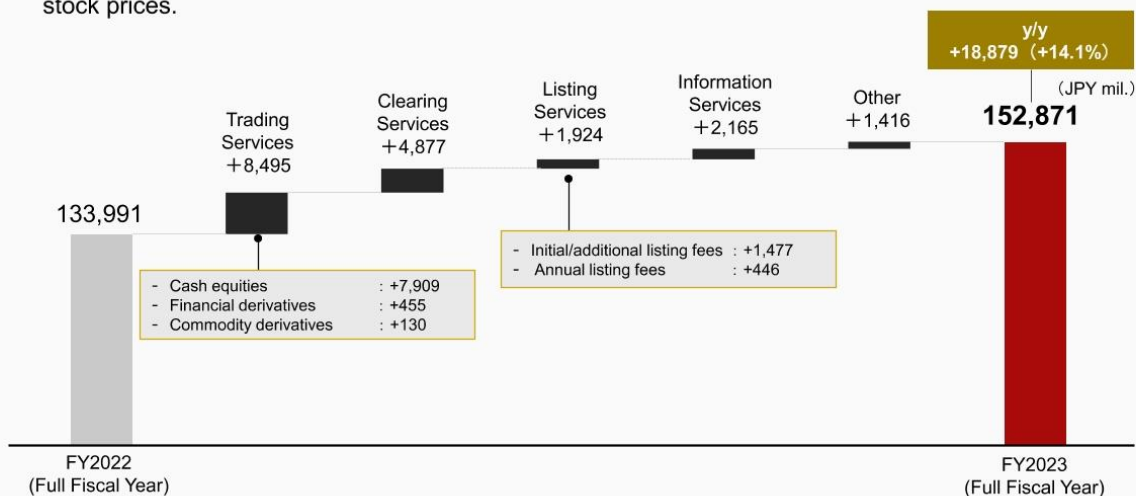 stock prices.
y/y
+18,879（+14.1%）
（JPY mil.）
152,871
Other
+1,416
Information
Services
+2,165
Listing
Services
+1,924
Clearing
Services
+4,877
Trading
Services
+8,495
133,991
- Cash equities : +7,909
- Financial derivatives : +455
- Commodity derivatives : +130
- Initial/additional listing fees : +1,477
- Annual listing fees : +446
FY2022
(Full Fiscal Year)
FY2023
(Full Fiscal Year)